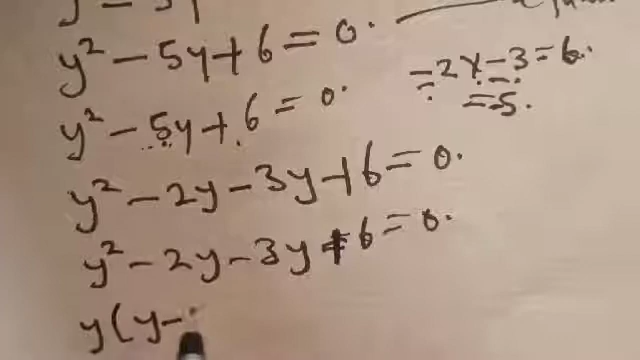 y² - 5y + 6 = 0.
-2 x -3 = 6.
= -5.
y² - 5y + 6 = 0.
y² - 2y - 3y + 6 = 0.
y² - 2y - 3y + 6 = 0.
y(y-